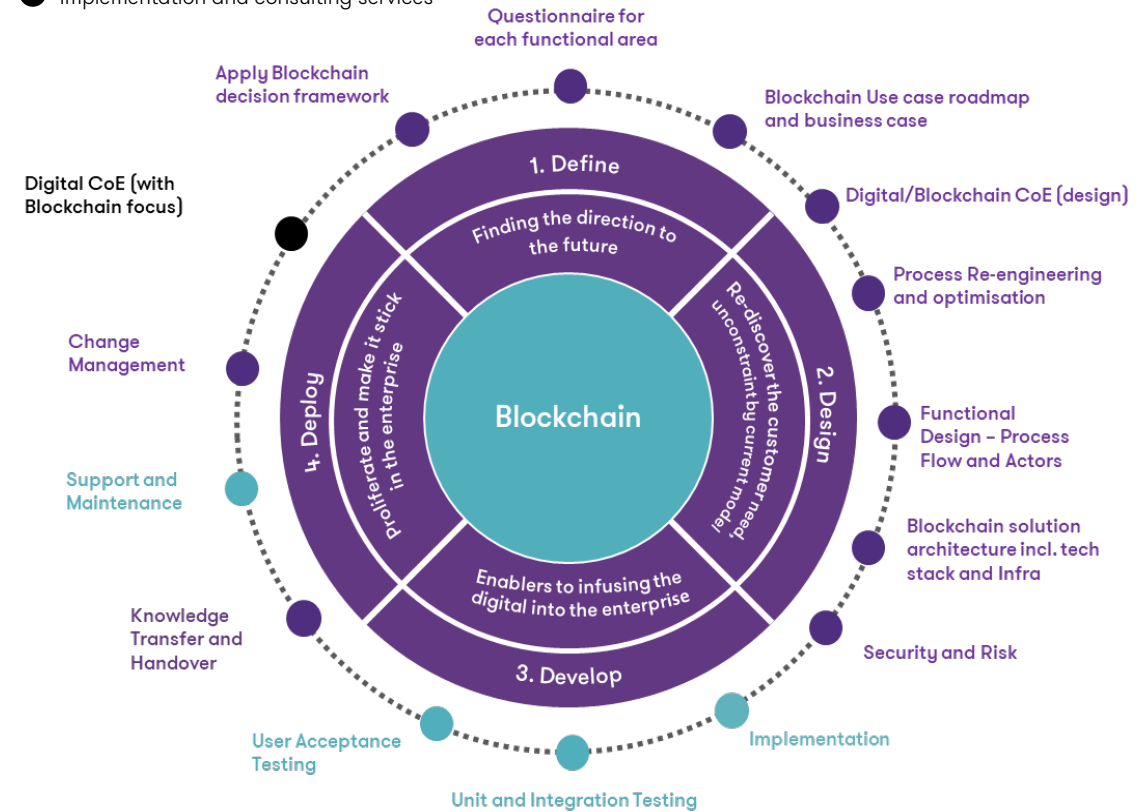 Implementation and consulting services
Questionnaire for
each functional area
Apply Blockchain
decision framework
Blockchain Use case roadmap
and business case
Digital CoE (with
Blockchain focus)
Digital/Blockchain CoE (design)
Process Re-engineering
and optimisation
Change
Management
Functional
Design – Process
Flow and Actors
Support and
Maintenance
Blockchain solution
architecture incl. tech
stack and Infra
Knowledge
Transfer and
Handover
Security and Risk
User Acceptance
Testing
Implementation
Unit and Integration Testing
1. Define
Finding the direction to
the future
2. Design
Re-discover the customer need,
unconstraint by current model
3. Develop
Enablers to infusing the
digital into the enterprise
4. Deploy
Proliferate and make it stick
in the enterprise
Blockchain